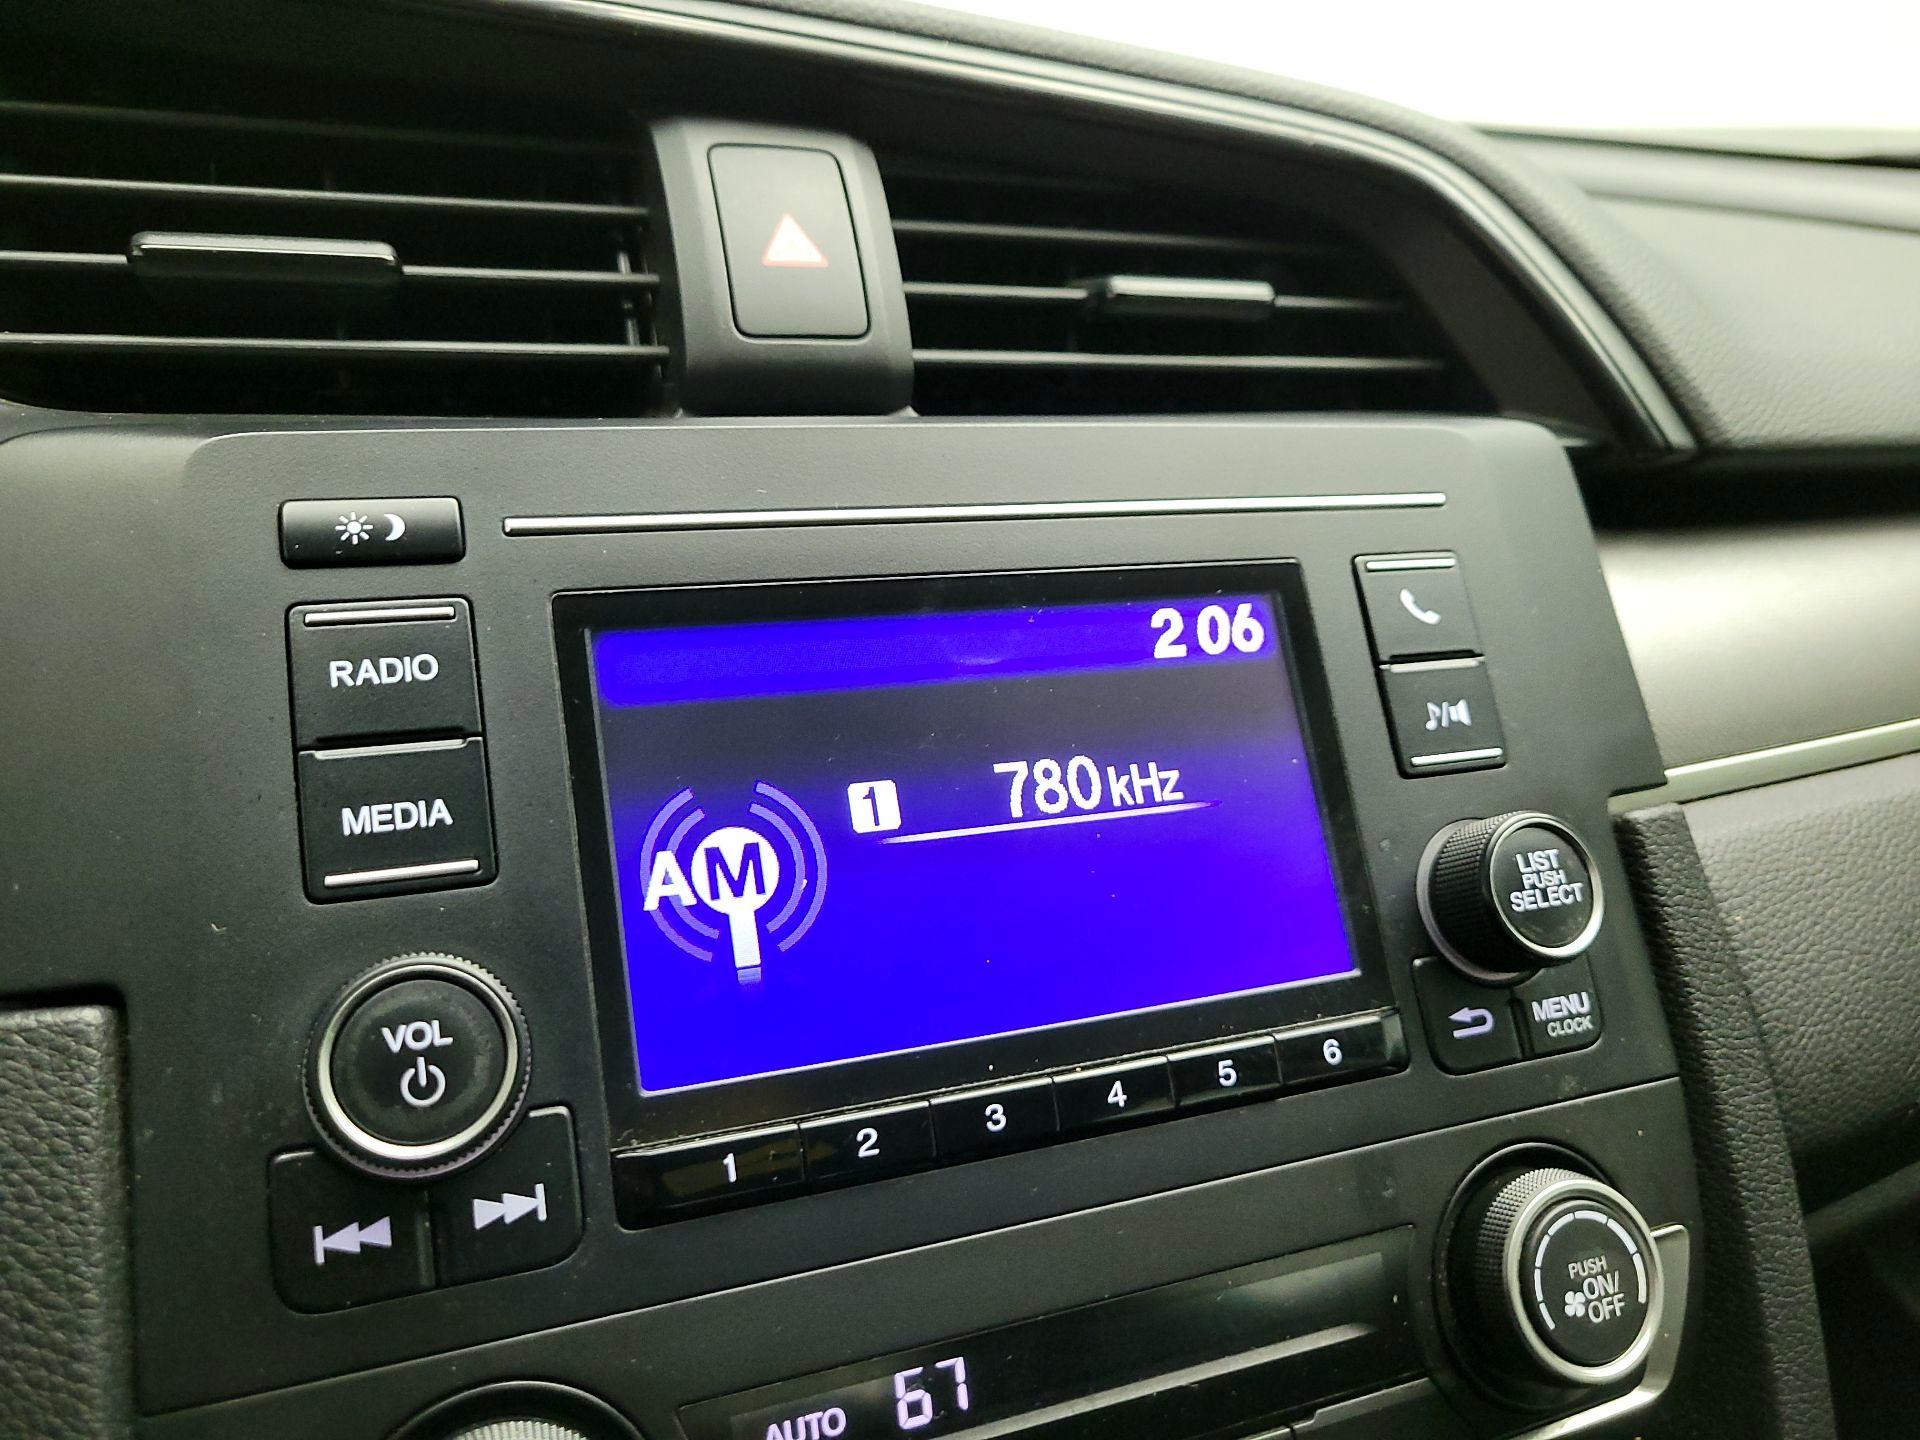 2 06
RADIO
MEDIA
1 780 kHz
AM
LIST
PUSH
SELECT
VOL
MENU
CLOCK
1 2 3 4 5 6
PUSH
ON/
OFF
AUTO 67